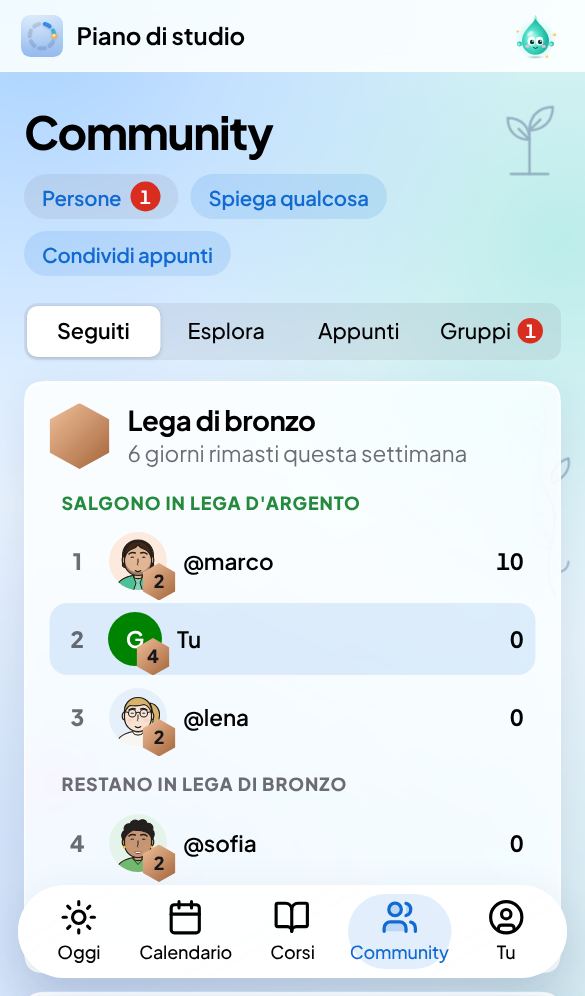 Piano di studio
Community
Persone 1
Spiega qualcosa
Condividi appunti
Seguiti
Esplora
Appunti
Gruppi 1
Lega di bronzo
6 giorni rimasti questa settimana
SALGONO IN LEGA D'ARGENTO
1 2 @marco 10
2 G 4 Tu 0
3 2 @lena 0
RESTANO IN LEGA DI BRONZO
4 2 @sofia 0
Oggi
Calendario
Corsi
Community
Tu